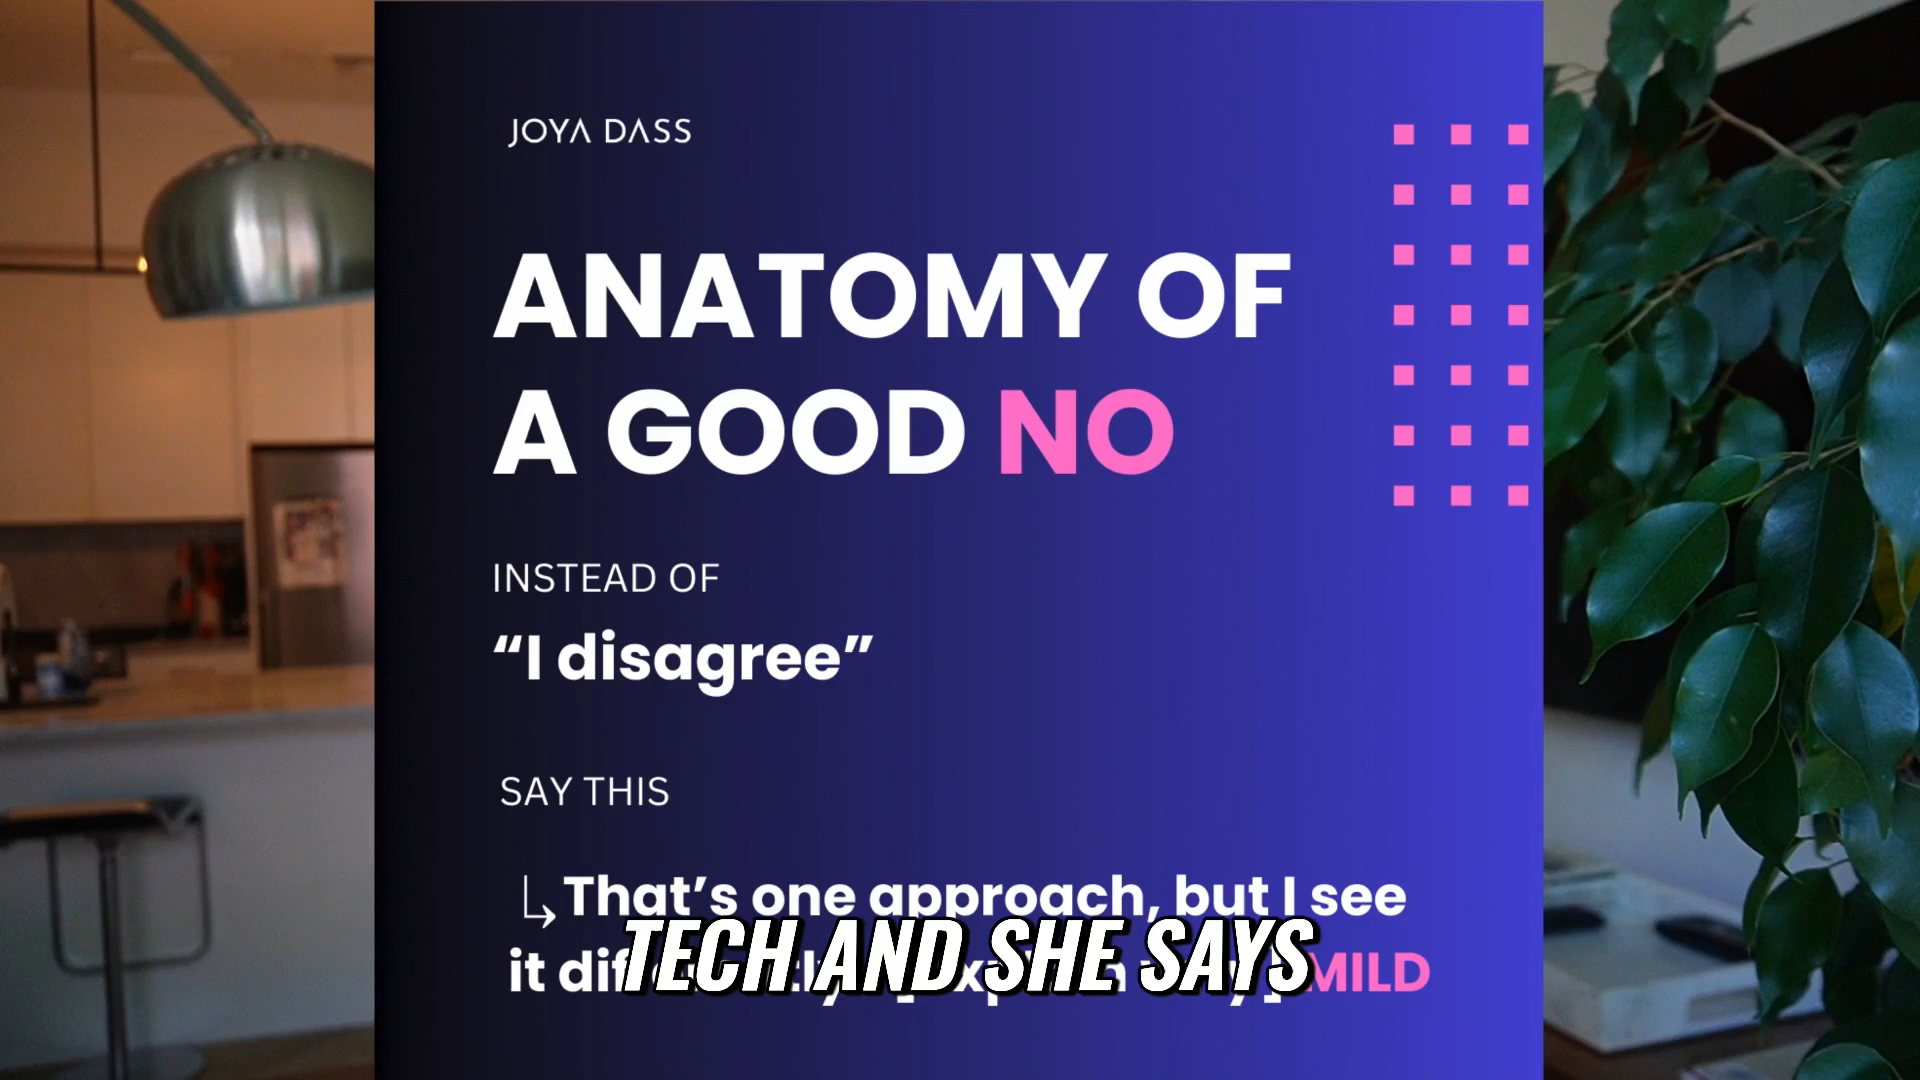 JOYA DASS
ANATOMY OF
A GOOD NO
INSTEAD OF
“I disagree”
SAY THIS
↳That’s one approach, but I see
it MILD
TECH AND SHE SAYS